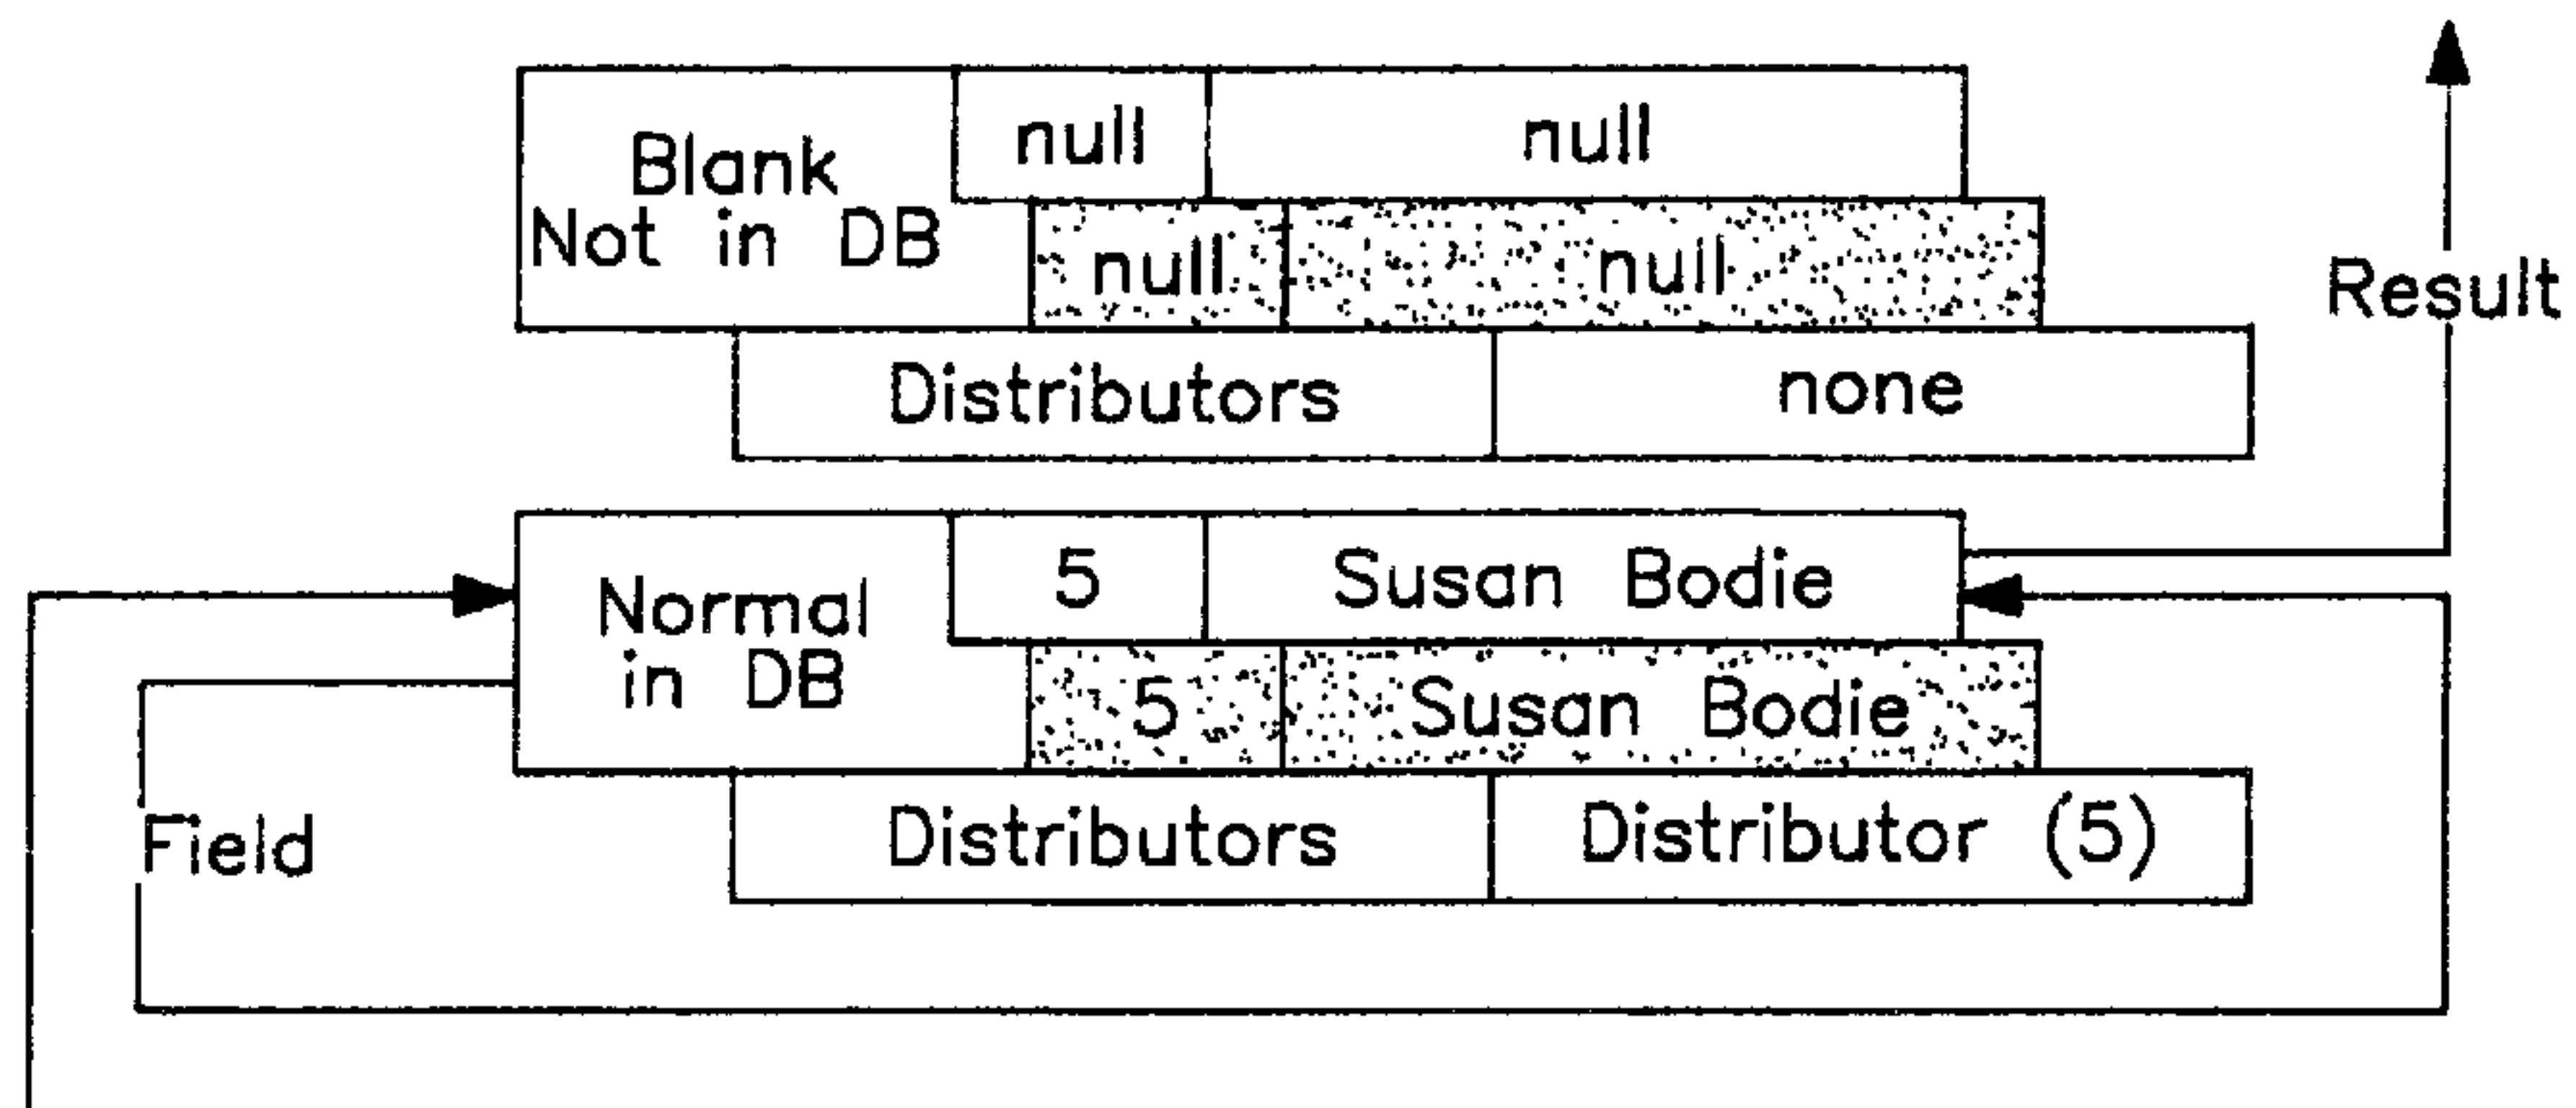 null null
Blank
Not in DB
null null
Result
Distributors none
5 Susan Bodie
Normal
in DB
5 Susan Bodie
Distributors Distributor (5)
Field